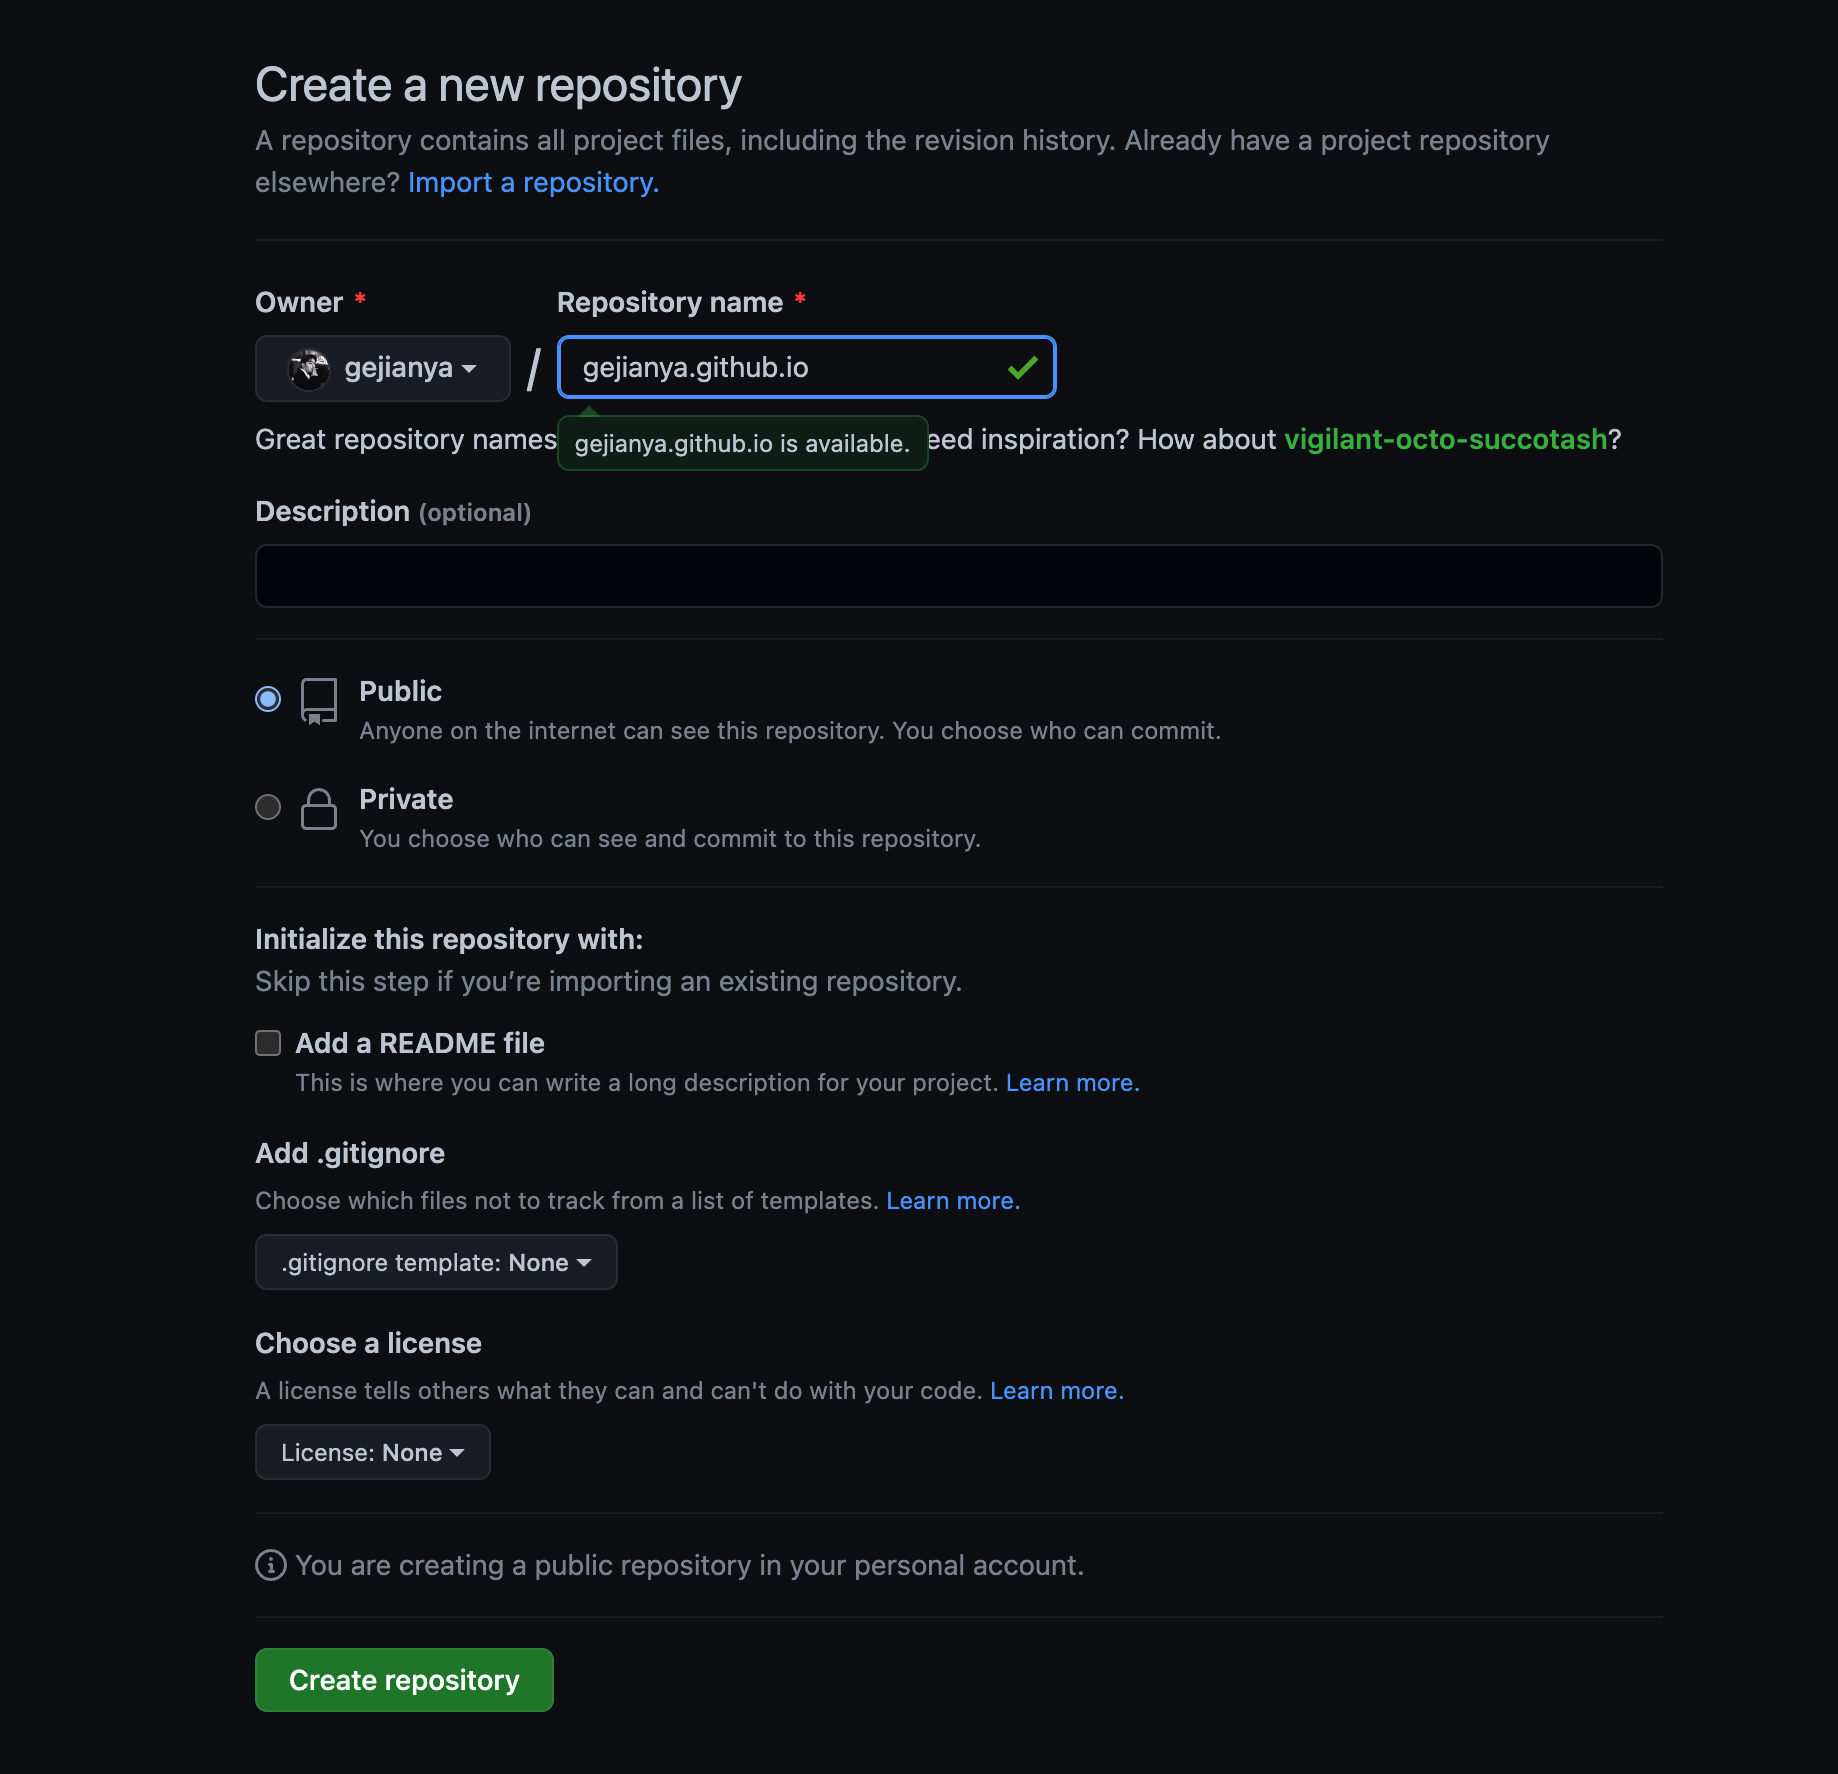 Create a new repository
A repository contains all project files, including the revision history. Already have a project repository
elsewhere? Import a repository.
Owner * Repository name *
gejianya / gejianya.github.io
Great repository names gejianya.github.io is available. eed inspiration? How about vigilant-octo-succotash?
Description (optional)
Public
Anyone on the internet can see this repository. You choose who can commit.
Private
You choose who can see and commit to this repository.
Initialize this repository with:
Skip this step if you’re importing an existing repository.
Add a README file
This is where you can write a long description for your project. Learn more.
Add .gitignore
Choose which files not to track from a list of templates. Learn more.
.gitignore template: None
Choose a license
A license tells others what they can and can't do with your code. Learn more.
License: None
You are creating a public repository in your personal account.
Create repository